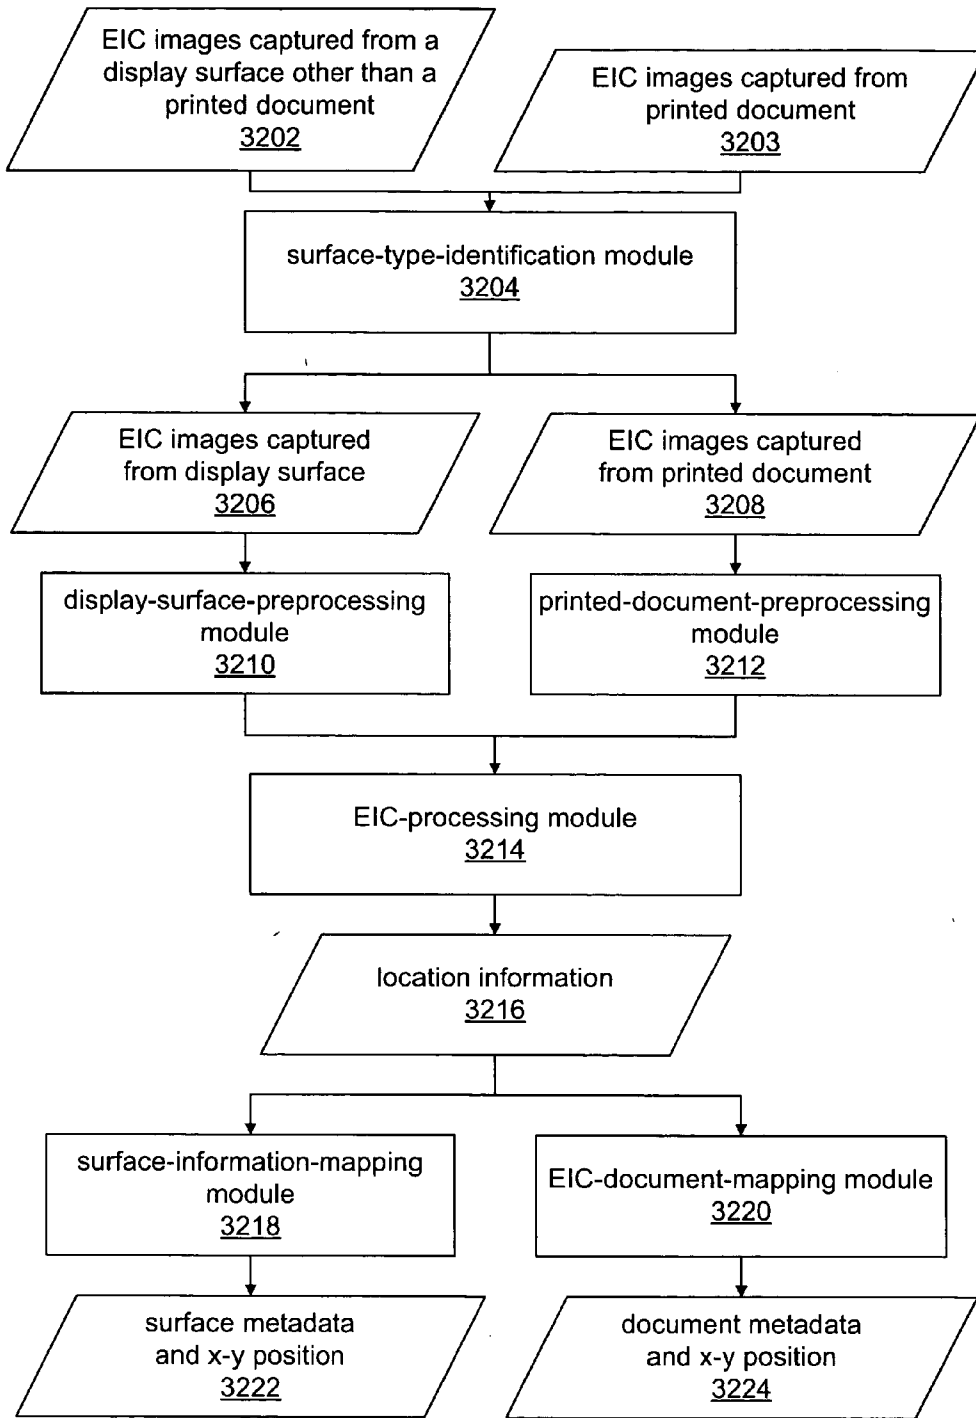 EIC images captured from a
display surface other than a
printed document
3202
EIC images captured from
printed document
3203
surface-type-identification module
3204
EIC images captured
from display surface
3206
EIC images captured
from printed document
3208
display-surface-preprocessing
module
3210
printed-document-preprocessing
module
3212
EIC-processing module
3214
location information
3216
surface-information-mapping
module
3218
EIC-document-mapping module
3220
surface metadata
and x-y position
3222
document metadata
and x-y position
3224